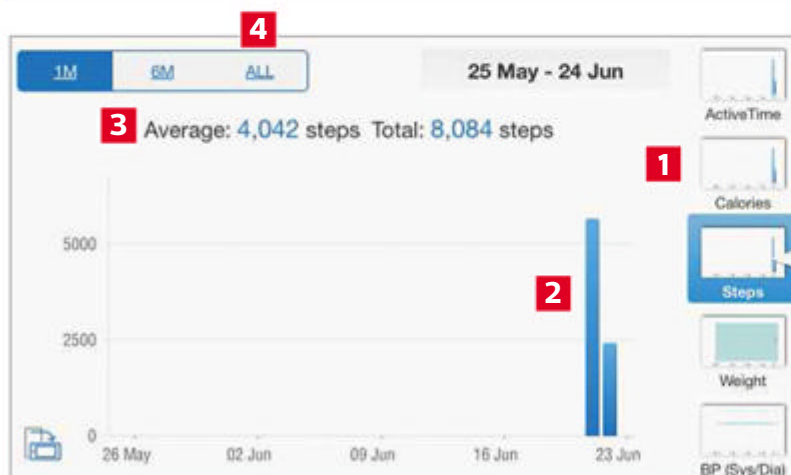 4
1M 6M ALL
25 May - 24 Jun
3 Average: 4,042 steps Total: 8,084 steps
ActiveTime
1
Calories
5000
2
Steps
2500
Weight
0
26 May 02 Jun 09 Jun 16 Jun 23 Jun
BP (Sys/Dia)